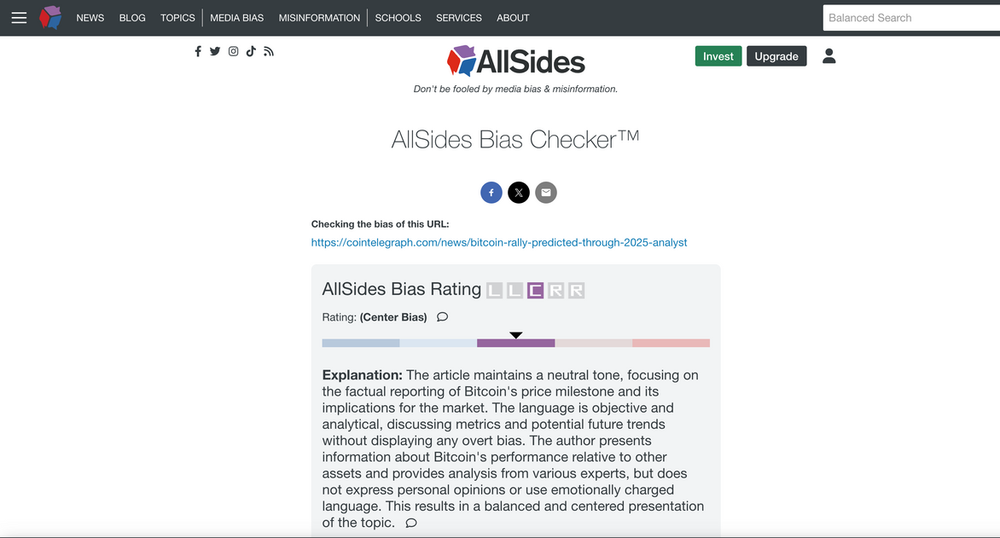 NEWS BLOG TOPICS MEDIA BIAS MISINFORMATION SCHOOLS SERVICES ABOUT Balanced Search
AllSides Invest Upgrade
Don't be fooled by media bias & misinformation.
AllSides Bias Checker™
Checking the bias of this URL:
https://cointelegraph.com/news/bitcoin-rally-predicted-through-2025-analyst
AllSides Bias Rating L L C R R
Rating: (Center Bias)
Explanation: The article maintains a neutral tone, focusing on
the factual reporting of Bitcoin's price milestone and its
implications for the market. The language is objective and
analytical, discussing metrics and potential future trends
without displaying any overt bias. The author presents
information about Bitcoin's performance relative to other
assets and provides analysis from various experts, but does
not express personal opinions or use emotionally charged
language. This results in a balanced and centered presentation
of the topic.